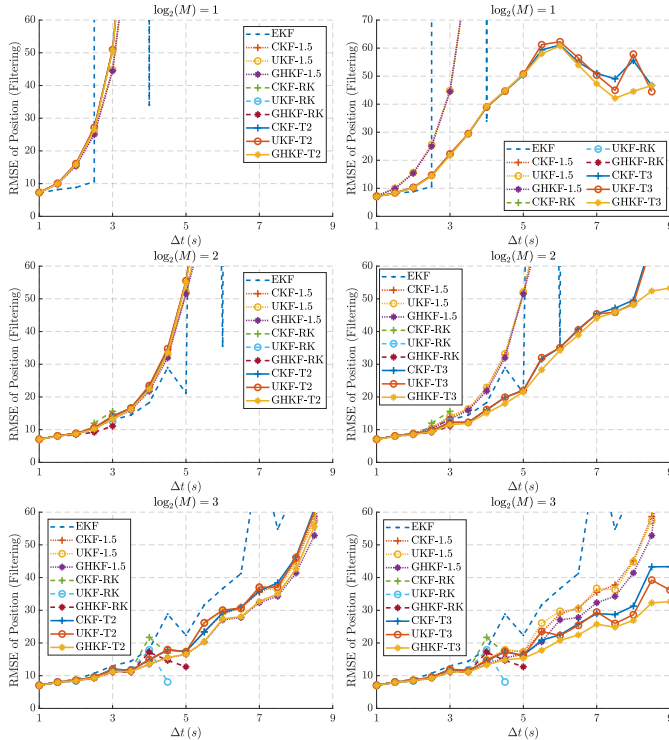 log₂(M) = 1
RMSE of Position (Filtering)
60
50
40
30
20
10
0
1
3
5
7
9
Δt (s)
EKF
CKF-1.5
UKF-1.5
GHKF-1.5
CKF-RK
UKF-RK
GHKF-RK
CKF-T2
UKF-T2
GHKF-T2
log₂(M) = 1
RMSE of Position (Filtering)
70
60
50
40
30
20
10
0
1
3
5
7
9
Δt (s)
EKF
CKF-1.5
UKF-1.5
GHKF-1.5
CKF-RK
UKF-RK
GHKF-RK
CKF-T3
UKF-T3
GHKF-T3
log₂(M) = 2
RMSE of Position (Filtering)
60
50
40
30
20
10
0
1
3
5
7
9
Δt (s)
EKF
CKF-1.5
UKF-1.5
GHKF-1.5
CKF-RK
UKF-RK
GHKF-RK
CKF-T2
UKF-T2
GHKF-T2
log₂(M) = 2
RMSE of Position (Filtering)
60
50
40
30
20
10
0
1
3
5
7
9
Δt (s)
EKF
CKF-1.5
UKF-1.5
GHKF-1.5
CKF-RK
UKF-RK
GHKF-RK
CKF-T3
UKF-T3
GHKF-T3
log₂(M) = 3
RMSE of Position (Filtering)
60
50
40
30
20
10
0
1
3
5
7
9
Δt (s)
EKF
CKF-1.5
UKF-1.5
GHKF-1.5
CKF-RK
UKF-RK
GHKF-RK
CKF-T2
UKF-T2
GHKF-T2
log₂(M) = 3
RMSE of Position (Filtering)
60
50
40
30
20
10
0
1
3
5
7
9
Δt (s)
EKF
CKF-1.5
UKF-1.5
GHKF-1.5
CKF-RK
UKF-RK
GHKF-RK
CKF-T3
UKF-T3
GHKF-T3